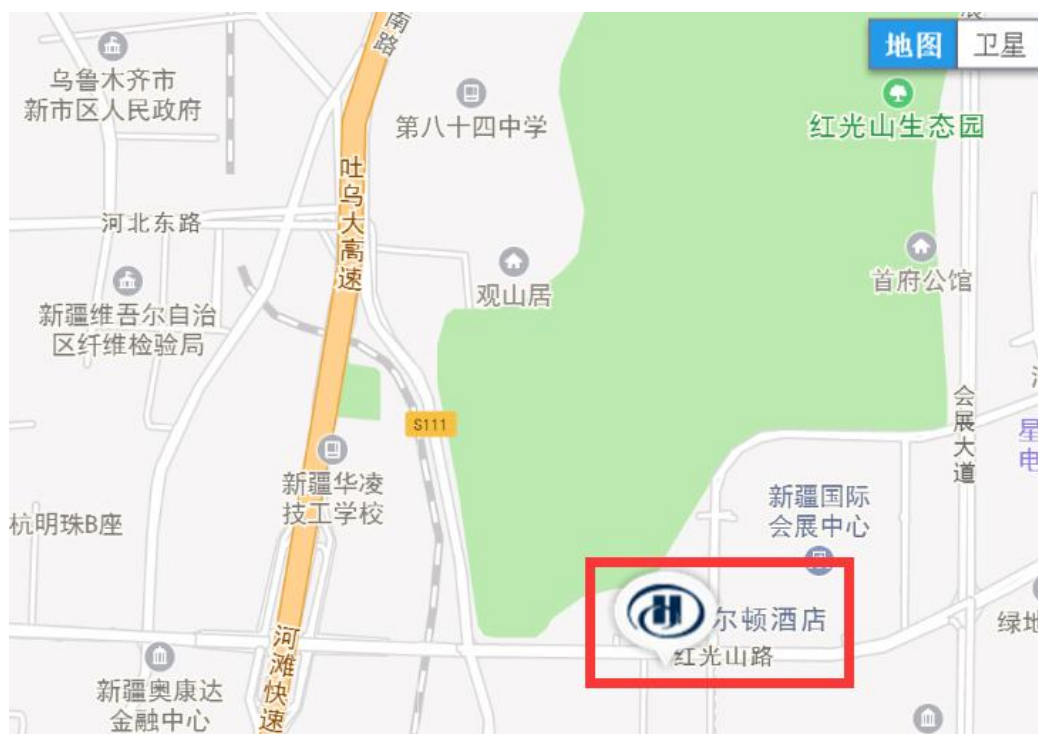 南路
地图
卫星
乌鲁木齐市
新市区人民政府
第八十四中学
红光山生态园
吐乌大高速
河北东路
观山居
首府公馆
新疆维吾尔自治
区纤维检验局
会展大道
S111
星
电
新疆华凌
技工学校
新疆国际
会展中心
杭明珠B座
尔顿酒店
绿地
河滩快速
红光山路
新疆奥康达
金融中心